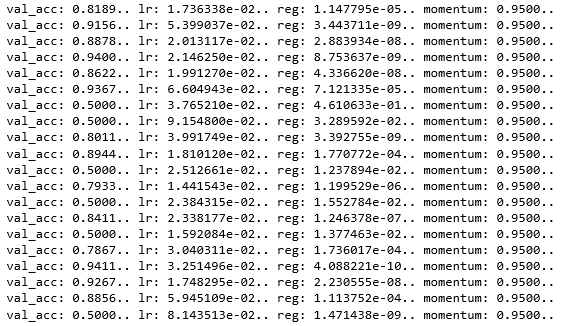 val_acc: 0.8189.. lr: 1.736338e-02.. reg: 1.147795e-05.. momentum: 0.9500..
val_acc: 0.9156.. lr: 5.399037e-02.. reg: 3.443711e-09.. momentum: 0.9500..
val_acc: 0.8878.. lr: 2.013117e-02.. reg: 2.883934e-08.. momentum: 0.9500..
val_acc: 0.9400.. lr: 2.146250e-02.. reg: 8.753637e-09.. momentum: 0.9500..
val_acc: 0.8622.. lr: 1.991270e-02.. reg: 4.336620e-08.. momentum: 0.9500..
val_acc: 0.9367.. lr: 6.604943e-02.. reg: 7.121335e-05.. momentum: 0.9500..
val_acc: 0.5000.. lr: 3.765210e-02.. reg: 4.610633e-01.. momentum: 0.9500..
val_acc: 0.5000.. lr: 9.154800e-02.. reg: 3.289592e-02.. momentum: 0.9500..
val_acc: 0.8011.. lr: 3.991749e-02.. reg: 3.392755e-09.. momentum: 0.9500..
val_acc: 0.8944.. lr: 1.810120e-02.. reg: 1.770772e-04.. momentum: 0.9500..
val_acc: 0.5000.. lr: 2.512661e-02.. reg: 1.237894e-02.. momentum: 0.9500..
val_acc: 0.7933.. lr: 1.441543e-02.. reg: 1.199529e-06.. momentum: 0.9500..
val_acc: 0.5000.. lr: 2.384315e-02.. reg: 1.552784e-02.. momentum: 0.9500..
val_acc: 0.8411.. lr: 2.338177e-02.. reg: 1.246378e-07.. momentum: 0.9500..
val_acc: 0.5000.. lr: 1.592084e-02.. reg: 1.377463e-02.. momentum: 0.9500..
val_acc: 0.7867.. lr: 3.040311e-02.. reg: 1.736017e-04.. momentum: 0.9500..
val_acc: 0.9411.. lr: 3.251496e-02.. reg: 4.088221e-10.. momentum: 0.9500..
val_acc: 0.9267.. lr: 1.748295e-02.. reg: 2.230555e-08.. momentum: 0.9500..
val_acc: 0.8856.. lr: 5.945109e-02.. reg: 1.113752e-04.. momentum: 0.9500..
val_acc: 0.5000.. lr: 8.143513e-02.. reg: 1.471438e-09.. momentum: 0.9500..